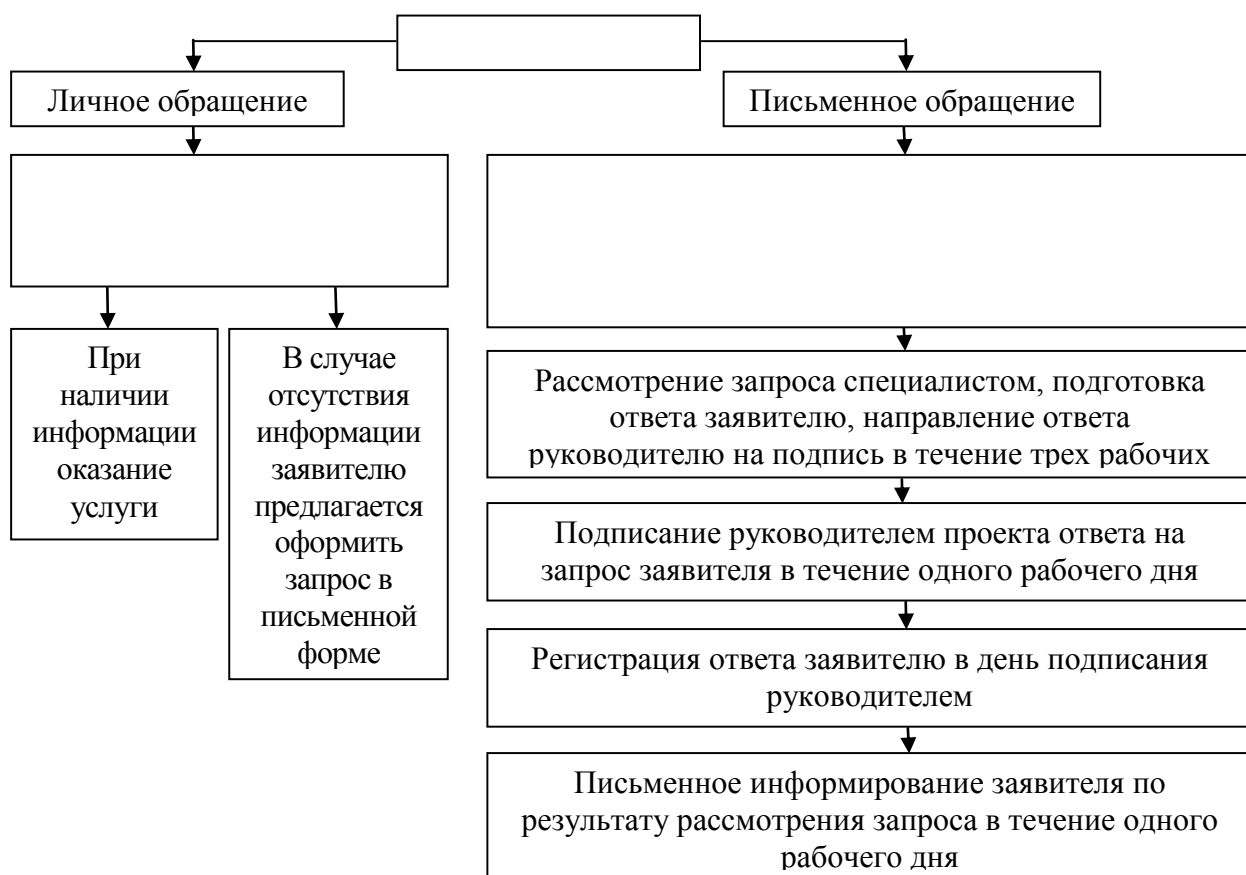 Личное обращение
Письменное обращение
При
наличии
информации
оказание
услуги
В случае
отсутствия
информации
заявителю
предлагается
оформить
запрос в
письменной
форме
Рассмотрение запроса специалистом, подготовка
ответа заявителю, направление ответа
руководителю на подпись в течение трех рабочих
Подписание руководителем проекта ответа на
запрос заявителя в течение одного рабочего дня
Регистрация ответа заявителю в день подписания
руководителем
Письменное информирование заявителя по
результату рассмотрения запроса в течение одного
рабочего дня